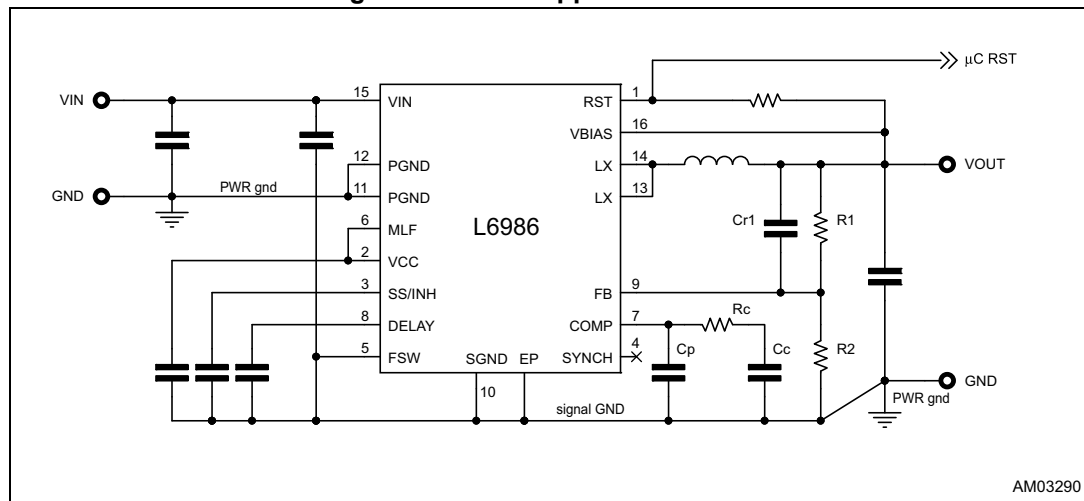 μC RST
VIN
15
VIN
RST
1
VBIAS
16
12
PGND
LX
14
VOUT
GND
PWR gnd
11
PGND
LX
13
6
MLF
L6986
Cr1
R1
2
VCC
3
SS/INH
FB
9
8
DELAY
COMP
7
Rc
5
FSW
SGND
EP
SYNCH
4
Cp
Cc
R2
10
GND
signal GND
PWR gnd
AM03290